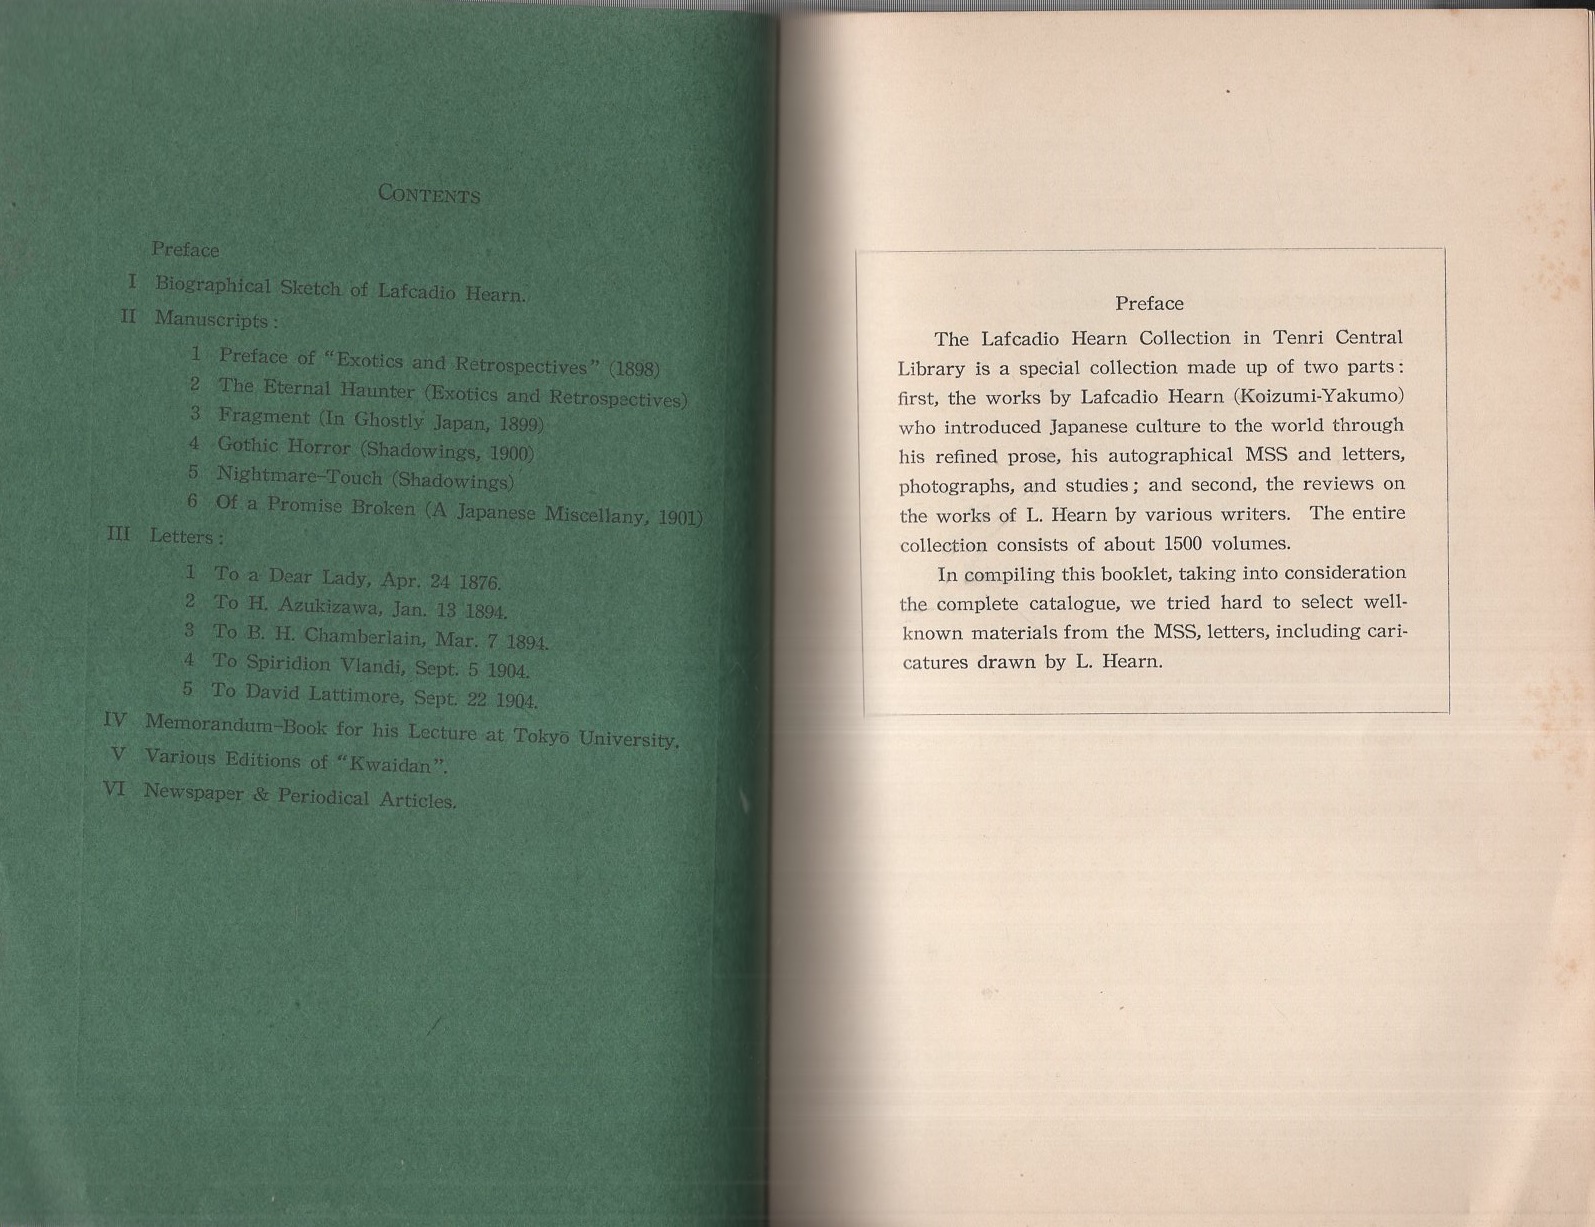 CONTENTS
Preface
I Biographical Sketch of Lafcadio Hearn.
II Manuscripts :
1 Preface of "Exotics and Retrospectives" (1898)
2 The Eternal Haunter (Exotics and Retrospectives)
3 Fragment (In Ghostly Japan, 1899)
4 Gothic Horror (Shadowings, 1900)
5 Nightmare-Touch (Shadowings)
6 Of a Promise Broken (A Japanese Miscellany, 1901)
III Letters :
1 To a Dear Lady, Apr. 24 1876.
2 To H. Azukizawa, Jan. 13 1894.
3 To B. H. Chamberlain, Mar. 7 1894.
4 To Spiridion Vlandi, Sept. 5 1904.
5 To David Lattimore, Sept. 22 1904.
IV Memorandum-Book for his Lecture at Tokyō University.
V Various Editions of "Kwaidan".
VI Newspaper & Periodical Articles.
Preface
The Lafcadio Hearn Collection in Tenri Central
Library is a special collection made up of two parts :
first, the works by Lafcadio Hearn (Koizumi-Yakumo)
who introduced Japanese culture to the world through
his refined prose, his autographical MSS and letters,
photographs, and studies ; and second, the reviews on
the works of L. Hearn by various writers. The entire
collection consists of about 1500 volumes.
In compiling this booklet, taking into consideration
the complete catalogue, we tried hard to select well-
known materials from the MSS, letters, including cari-
catures drawn by L. Hearn.